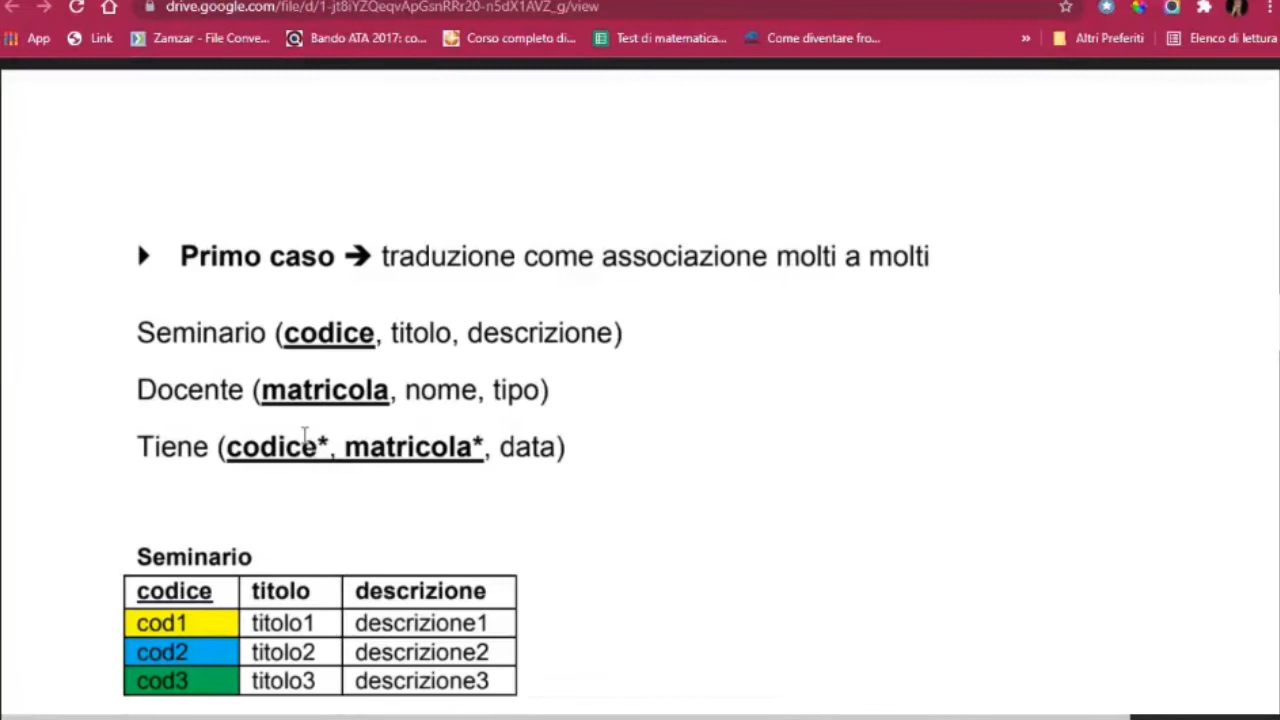 drive.google.com/file/d/1-jt8iYZQeqvApGsnRRr20-n5dX1AVZ_g/view
App Link Zamzar - File Conve... Bando ATA 2017: co... Corso completo di... Test di matematica... Come diventare fro... » Altri Preferiti Elenco di lettura
Primo caso ➔ traduzione come associazione molti a molti
Seminario (codice, titolo, descrizione)
Docente (matricola, nome, tipo)
Tiene (codice*, matricola*, data)
Seminario
codice titolo descrizione
cod1 titolo1 descrizione1
cod2 titolo2 descrizione2
cod3 titolo3 descrizione3